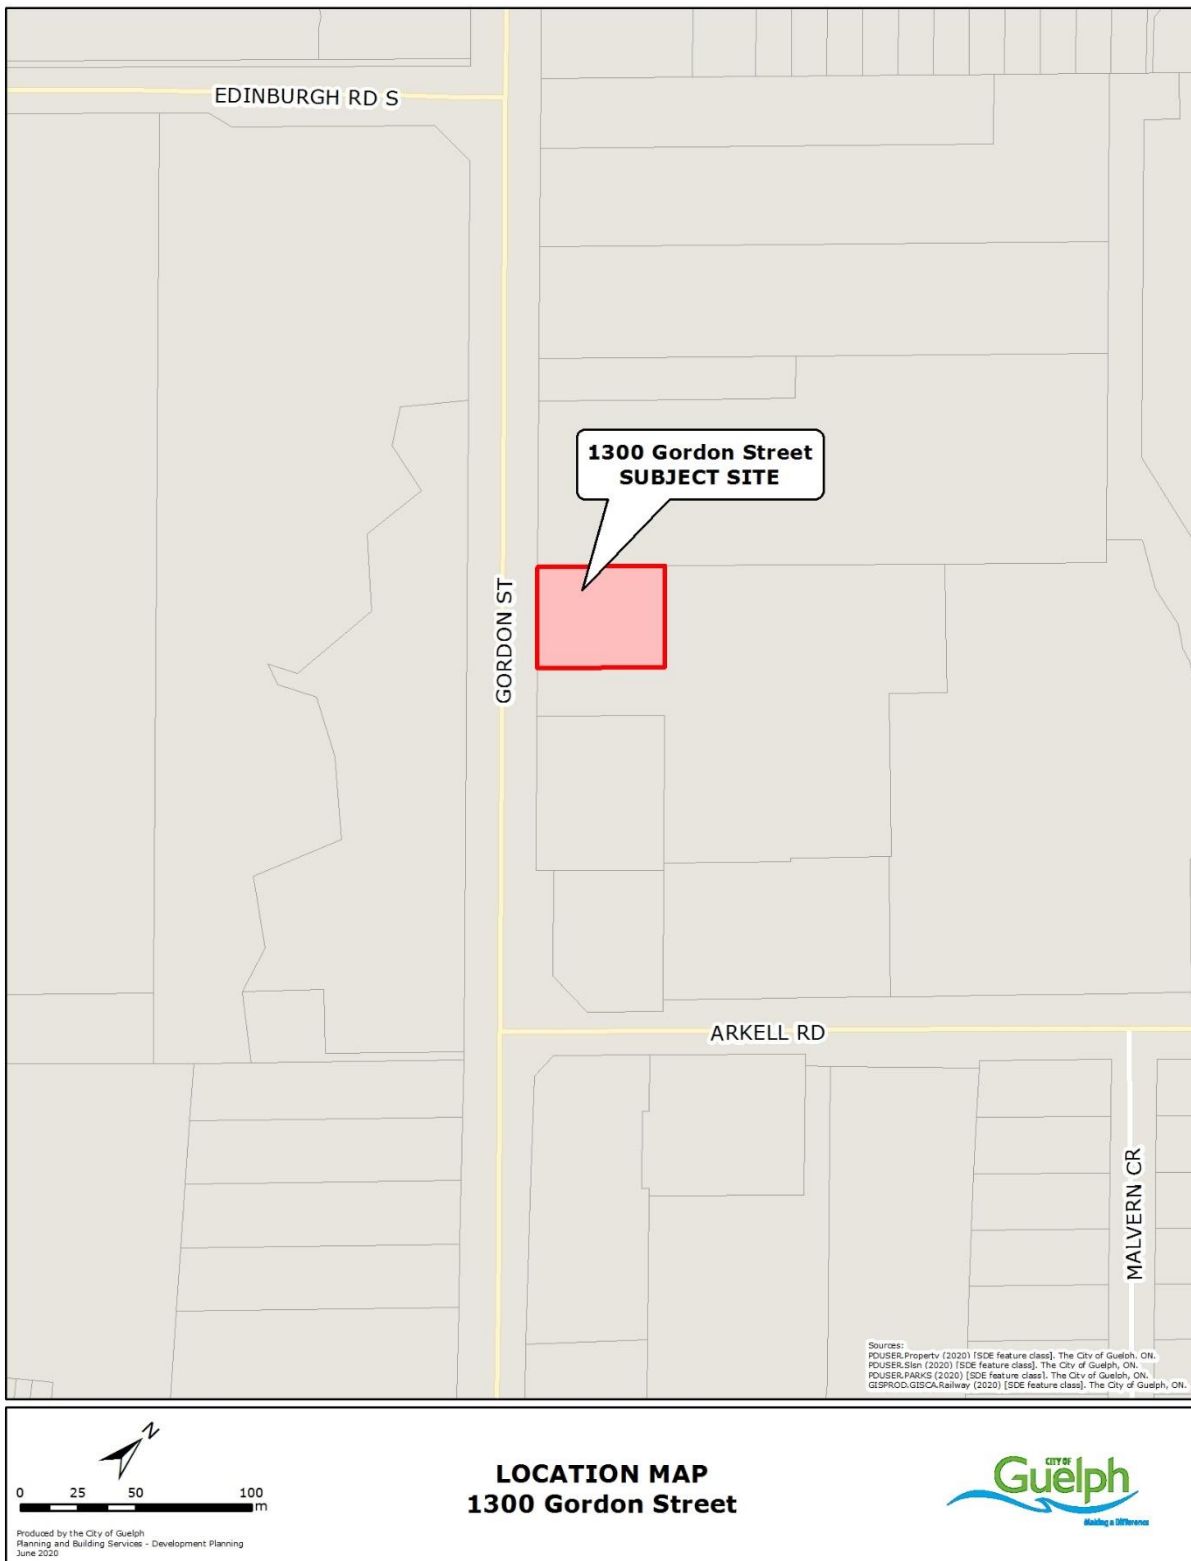 EDINBURGH RD S
1300 Gordon Street
SUBJECT SITE
GORDON ST
ARKELL RD
MALVERN CR
Sources:
PDUSER.Property (2020) [SDE feature class]. The City of Guelph, ON.
PDUSER.Slsn (2020) [SDE feature class]. The City of Guelph, ON.
PDUSER.PARKS (2020) [SDE feature class]. The City of Guelph, ON.
GISPROD.GISCA.Railway (2020) [SDE feature class]. The City of Guelph, ON.
N
0 25 50 100
m
Produced by the City of Guelph
Planning and Building Services - Development Planning
June 2020
LOCATION MAP
1300 Gordon Street
CITY OF
Guelph
Making a Difference